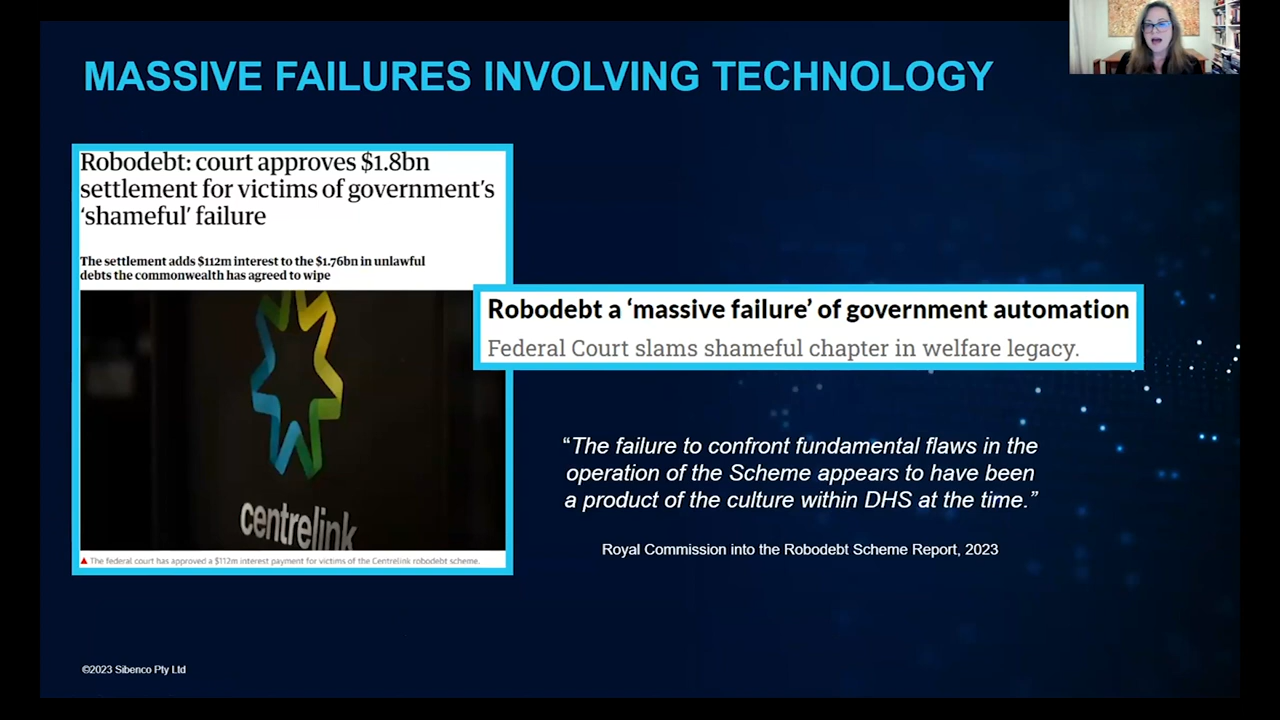 MASSIVE FAILURES INVOLVING TECHNOLOGY
Robodebt: court approves $1.8bn
settlement for victims of government's
'shameful' failure
The settlement adds $112m interest to the $1.76bn in unlawful
debts the commonwealth has agreed to wipe
centrelink
The federal court has approved a $112m interest payment for victims of the Centrelink robodebt scheme.
Robodebt a 'massive failure' of government automation
Federal Court slams shameful chapter in welfare legacy.
"The failure to confront fundamental flaws in the
operation of the Scheme appears to have been
a product of the culture within DHS at the time."
Royal Commission into the Robodebt Scheme Report, 2023
©2023 Sibenco Pty Ltd